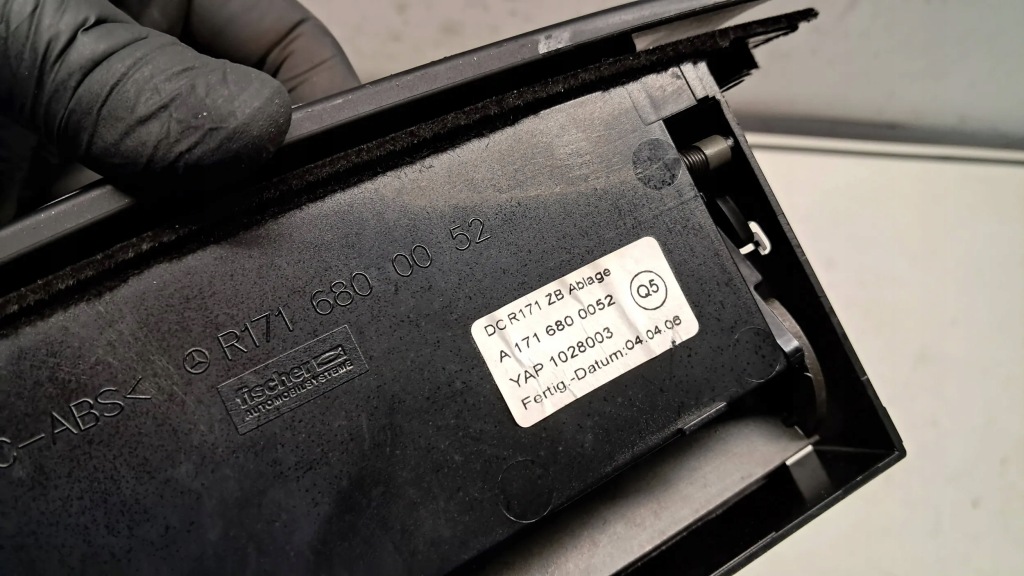 R171 680 00 52
fischer
AUTOMOBILSYSTEME
C-ABS<
DC R171 ZB Ablage
A 171 680 0052
Q5
YAP 1028003
Fertig.-Datum:04.04.06